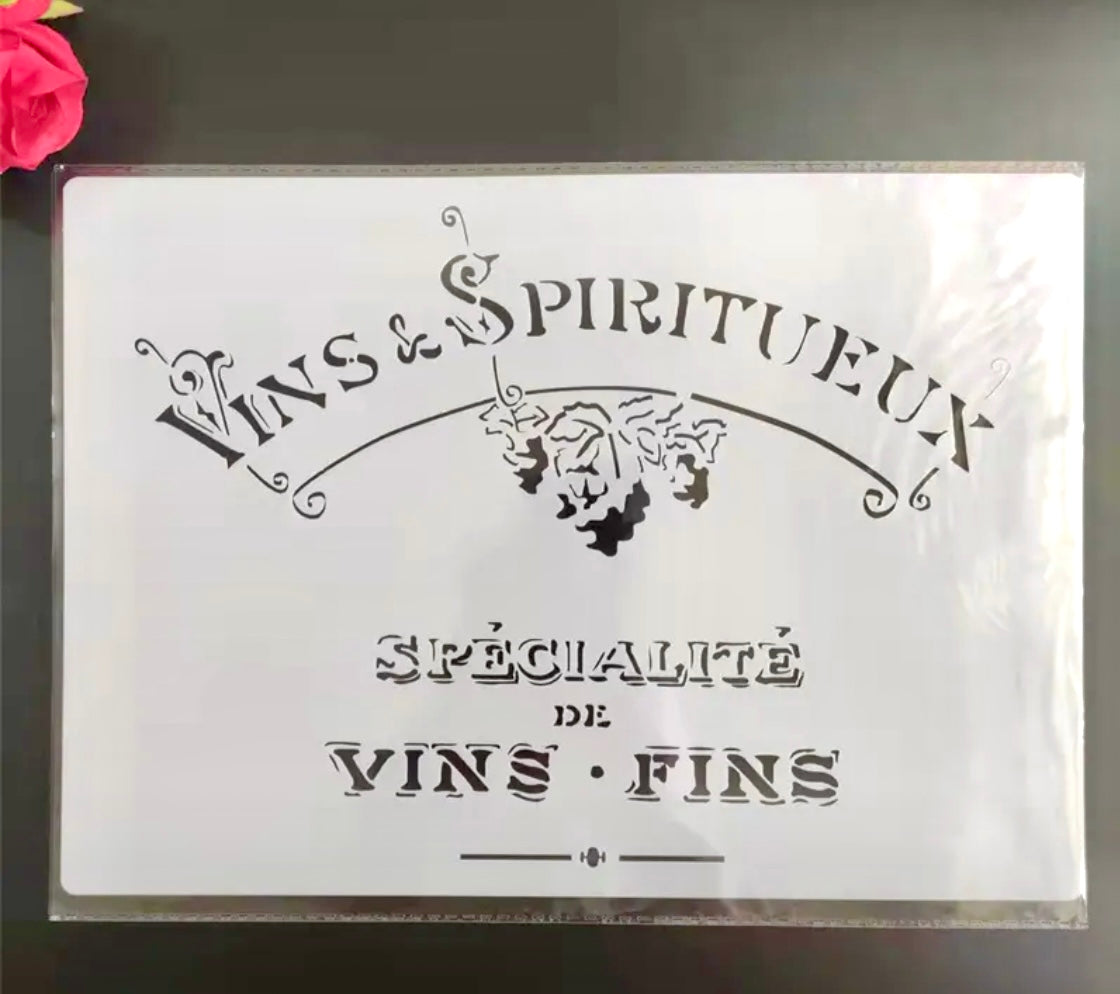 VINS & SPIRITUEUX
SPÉCIALITÉ
DE
VINS · FINS